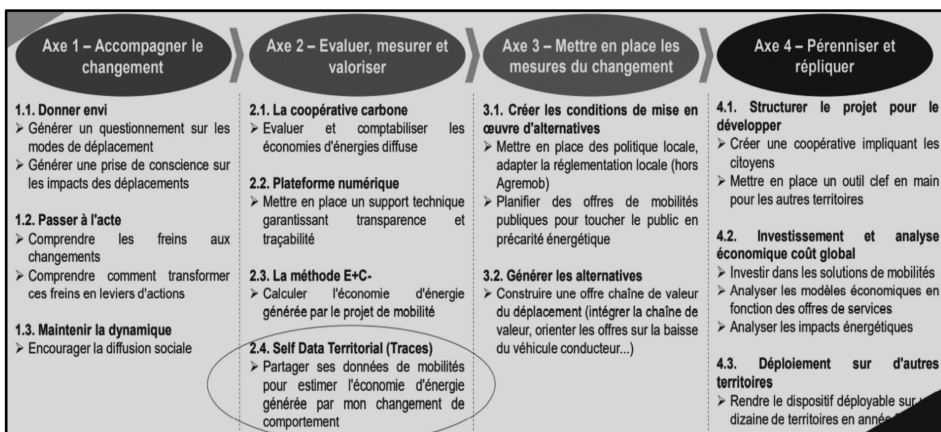 Axe 1 – Accompagner le
changement
1.1. Donner envi
➢ Générer un questionnement sur les
modes de déplacement
➢ Générer une prise de conscience sur
les impacts des déplacements
1.2. Passer à l'acte
➢ Comprendre les freins aux
changements
➢ Comprendre comment transformer
ces freins en leviers d'actions
1.3. Maintenir la dynamique
➢ Encourager la diffusion sociale
Axe 2 – Evaluer, mesurer et
valoriser
2.1. La coopérative carbone
➢ Evaluer et comptabiliser les
économies d'énergies diffuse
2.2. Plateforme numérique
➢ Mettre en place un support technique
garantissant transparence et
traçabilité
2.3. La méthode E+C-
➢ Calculer l'économie d'énergie
générée par le projet de mobilité
2.4. Self Data Territorial (Traces)
➢ Partager ses données de mobilités
pour estimer l'économie d'énergie
générée par mon changement de
comportement
Axe 3 – Mettre en place les
mesures du changement
3.1. Créer les conditions de mise en
œuvre d'alternatives
➢ Mettre en place des politique locale,
adapter la réglementation locale (hors
Agremob)
➢ Planifier des offres de mobilités
publiques pour toucher le public en
précarité énergétique
3.2. Générer les alternatives
➢ Construire une offre chaîne de valeur
du déplacement (intégrer la chaîne de
valeur, orienter les offres sur la baisse
du véhicule conducteur...)
Axe 4 – Pérenniser et
répliquer
4.1. Structurer le projet pour le
développer
➢ Créer une coopérative impliquant les
citoyens
➢ Mettre en place un outil clef en main
pour les autres territoires
4.2. Investissement et analyse
économique coût global
➢ Investir dans les solutions de mobilités
➢ Analyser les modèles économiques en
fonction des offres de services
➢ Analyser les impacts énergétiques
4.3. Déploiement sur d'autres
territoires
➢ Rendre le dispositif déployable sur
dizaine de territoires en année